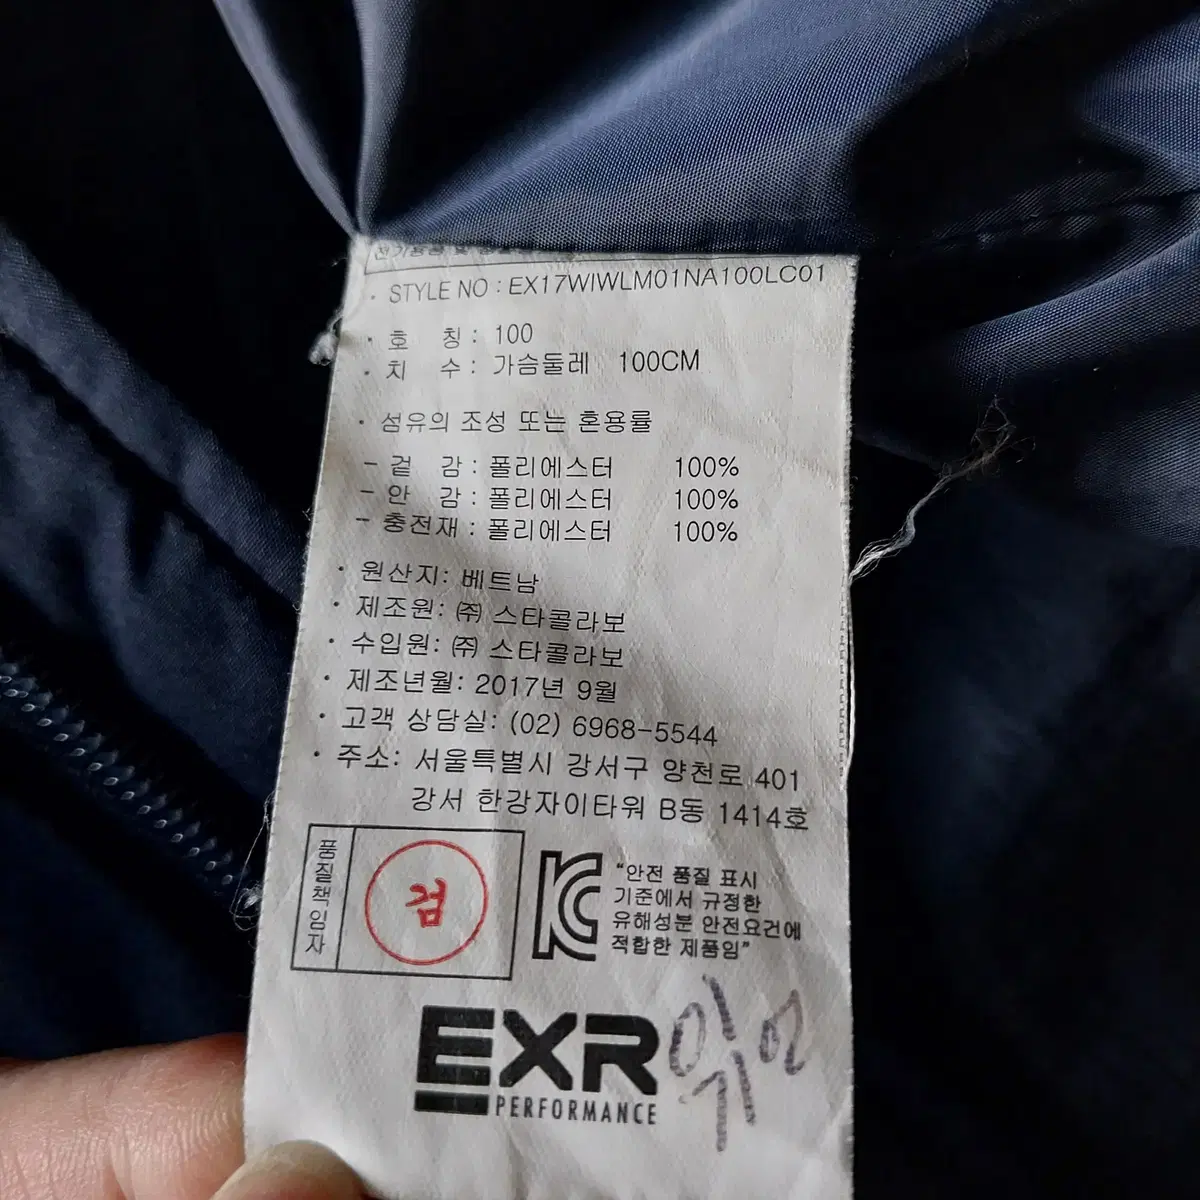 · STYLE NO : EX17WIWLM01NA100LC01
· 호 칭 : 100
· 치 수 : 가슴둘레 100CM
· 섬유의 조성 또는 혼용률
- 겉 감 : 폴리에스터 100%
- 안 감 : 폴리에스터 100%
- 충전재 : 폴리에스터 100%
· 원산지: 베트남
· 제조원: ㈜ 스타콜라보
· 수입원: ㈜ 스타콜라보
· 제조년월: 2017년 9월
· 고객 상담실: (02) 6968-5544
· 주소: 서울특별시 강서구 양천로 401
강서 한강자이타워 B동 1414호
품질책임자
검
"안전 품질 표시
기준에서 규정한
유해성분 안전요건에
적합한 제품임"
EXR
PERFORMANCE